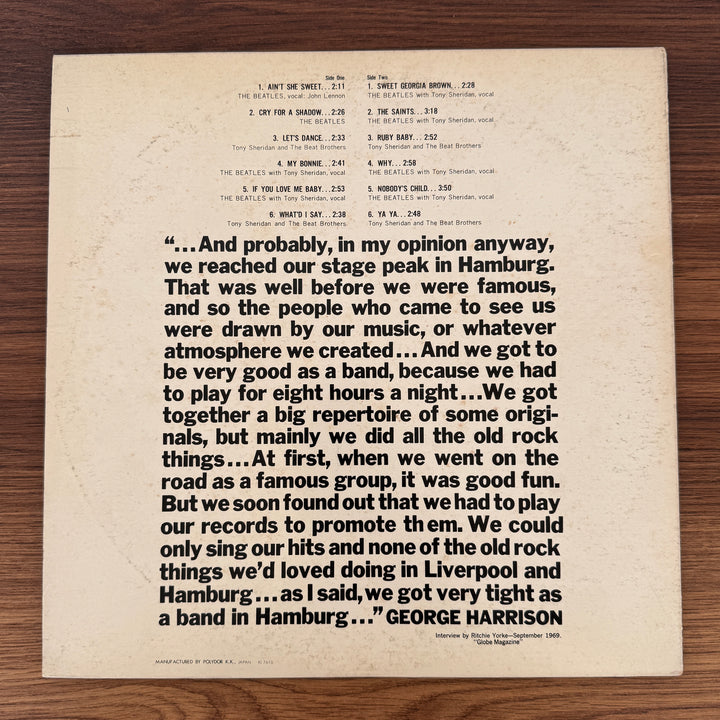 Side One
1. AIN'T SHE SWEET...2:11
THE BEATLES, vocal: John Lennon
2. CRY FOR A SHADOW...2:26
THE BEATLES
3. LET'S DANCE...2:33
Tony Sheridan and The Beat Brothers
4. MY BONNIE...2:41
THE BEATLES with Tony Sheridan, vocal
5. IF YOU LOVE ME BABY...2:53
THE BEATLES with Tony Sheridan, vocal
6. WHAT'D I SAY...2:38
Tony Sheridan and The Beat Brothers
Side Two
1. SWEET GEORGIA BROWN...2:28
THE BEATLES with Tony Sheridan, vocal
2. THE SAINTS...3:18
THE BEATLES with Tony Sheridan, vocal
3. RUBY BABY...2:52
Tony Sheridan and The Beat Brothers
4. WHY...2:58
THE BEATLES with Tony Sheridan, vocal
5. NOBODY'S CHILD...3:50
THE BEATLES with Tony Sheridan, vocal
6. YA YA...2:48
Tony Sheridan and The Beat Brothers
“...And probably, in my opinion anyway,
we reached our stage peak in Hamburg.
That was well before we were famous,
and so the people who came to see us
were drawn by our music, or whatever
atmosphere we created...And we got to
be very good as a band, because we had
to play for eight hours a night...We got
together a big repertoire of some origi-
nals, but mainly we did all the old rock
things...At first, when we went on the
road as a famous group, it was good fun.
But we soon found out that we had to play
our records to promote them. We could
only sing our hits and none of the old rock
things we'd loved doing in Liverpool and
Hamburg...as I said, we got very tight as
a band in Hamburg...” GEORGE HARRISON
Interview by Ritchie Yorke—September 1969.
"Globe Magazine"
MANUFACTURED BY POLYDOR K.K., JAPAN